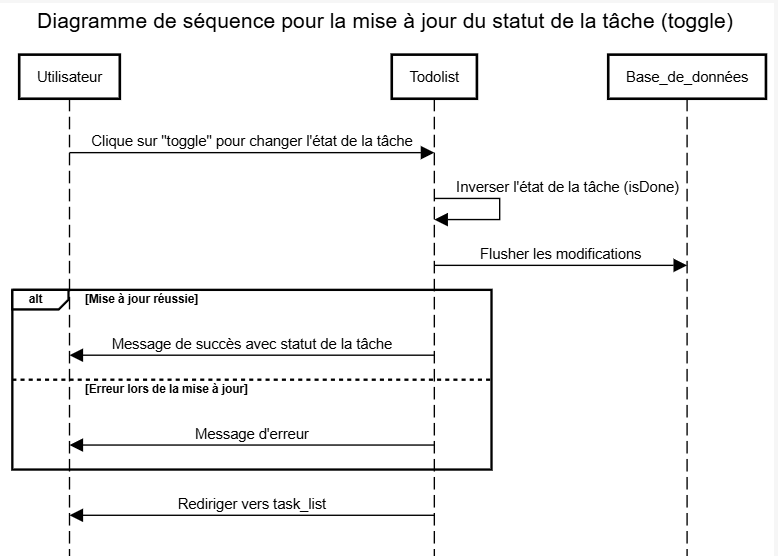 Diagramme de séquence pour la mise à jour du statut de la tâche (toggle)
Utilisateur
Todolist
Base_de_données
Clique sur "toggle" pour changer l'état de la tâche
Inverser l'état de la tâche (isDone)
Flusher les modifications
alt
[Mise à jour réussie]
Message de succès avec statut de la tâche
[Erreur lors de la mise à jour]
Message d'erreur
Rediriger vers task_list